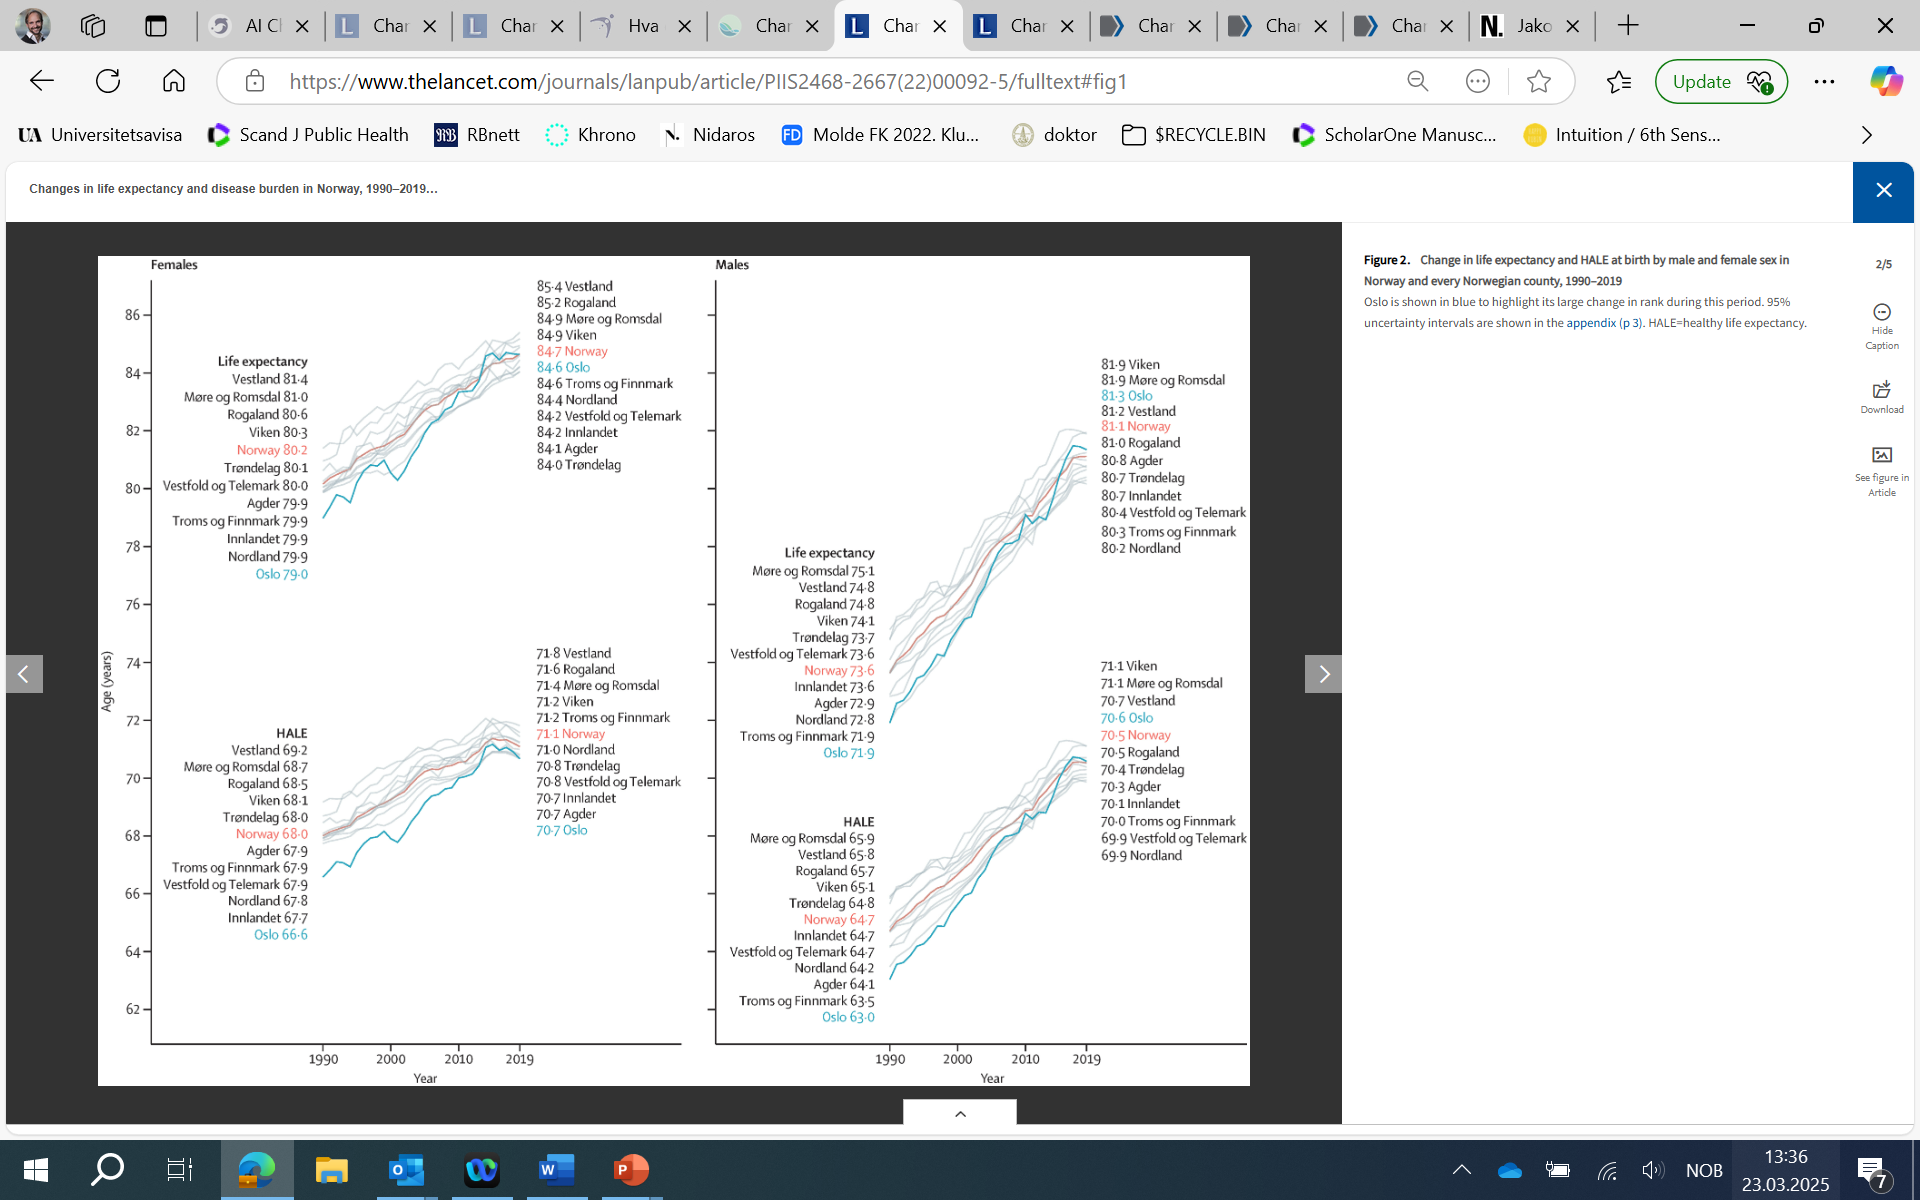 AI Cl
Char
Char
Hva
Char
Char
Char
Char
Char
Char
N. Jako
https://www.thelancet.com/journals/lanpub/article/PIIS2468-2667(22)00092-5/fulltext#fig1
Update
UA Universitetsavisa
Scand J Public Health
RB RBnett
Khrono
N. Nidaros
FD Molde FK 2022. Klu...
doktor
$RECYCLE.BIN
ScholarOne Manusc...
Intuition / 6th Sens...
Changes in life expectancy and disease burden in Norway, 1990–2019...
Females
86
84
82
80
78
76
74
72
70
68
66
64
62
Age (years)
Life expectancy
Vestland 81·4
Møre og Romsdal 81·0
Rogaland 80·6
Viken 80·3
Norway 80·2
Trøndelag 80·1
Vestfold og Telemark 80·0
Agder 79·9
Troms og Finnmark 79·9
Innlandet 79·9
Nordland 79·9
Oslo 79·0
85·4 Vestland
85·2 Rogaland
84·9 Møre og Romsdal
84·9 Viken
84·7 Norway
84·6 Oslo
84·6 Troms og Finnmark
84·4 Nordland
84·2 Vestfold og Telemark
84·2 Innlandet
84·1 Agder
84·0 Trøndelag
HALE
Vestland 69·2
Møre og Romsdal 68·7
Rogaland 68·5
Viken 68·1
Trøndelag 68·0
Norway 68·0
Agder 67·9
Troms og Finnmark 67·9
Vestfold og Telemark 67·9
Nordland 67·8
Innlandet 67·7
Oslo 66·6
71·8 Vestland
71·6 Rogaland
71·4 Møre og Romsdal
71·2 Viken
71·2 Troms og Finnmark
71·1 Norway
71·0 Nordland
70·8 Trøndelag
70·8 Vestfold og Telemark
70·7 Innlandet
70·7 Agder
70·7 Oslo
1990 2000 2010 2019
Year
Males
Life expectancy
Møre og Romsdal 75·1
Vestland 74·8
Rogaland 74·8
Viken 74·1
Trøndelag 73·7
Vestfold og Telemark 73·6
Norway 73·6
Innlandet 73·6
Agder 72·9
Nordland 72·8
Troms og Finnmark 71·9
Oslo 71·9
81·9 Viken
81·9 Møre og Romsdal
81·3 Oslo
81·2 Vestland
81·1 Norway
81·0 Rogaland
80·8 Agder
80·7 Trøndelag
80·7 Innlandet
80·4 Vestfold og Telemark
80·3 Troms og Finnmark
80·2 Nordland
HALE
Møre og Romsdal 65·9
Vestland 65·8
Rogaland 65·7
Viken 65·1
Trøndelag 64·8
Norway 64·7
Innlandet 64·7
Vestfold og Telemark 64·7
Nordland 64·2
Agder 64·1
Troms og Finnmark 63·5
Oslo 63·0
71·1 Viken
71·1 Møre og Romsdal
70·7 Vestland
70·6 Oslo
70·5 Norway
70·5 Rogaland
70·4 Trøndelag
70·3 Agder
70·1 Innlandet
70·0 Troms og Finnmark
69·9 Vestfold og Telemark
69·9 Nordland
1990 2000 2010 2019
Year
Figure 2. Change in life expectancy and HALE at birth by male and female sex in
Norway and every Norwegian county, 1990–2019
Oslo is shown in blue to highlight its large change in rank during this period. 95%
uncertainty intervals are shown in the appendix (p 3). HALE=healthy life expectancy.
2/5
Hide
Caption
Download
See figure in
Article
NOB
13:36
23.03.2025
7